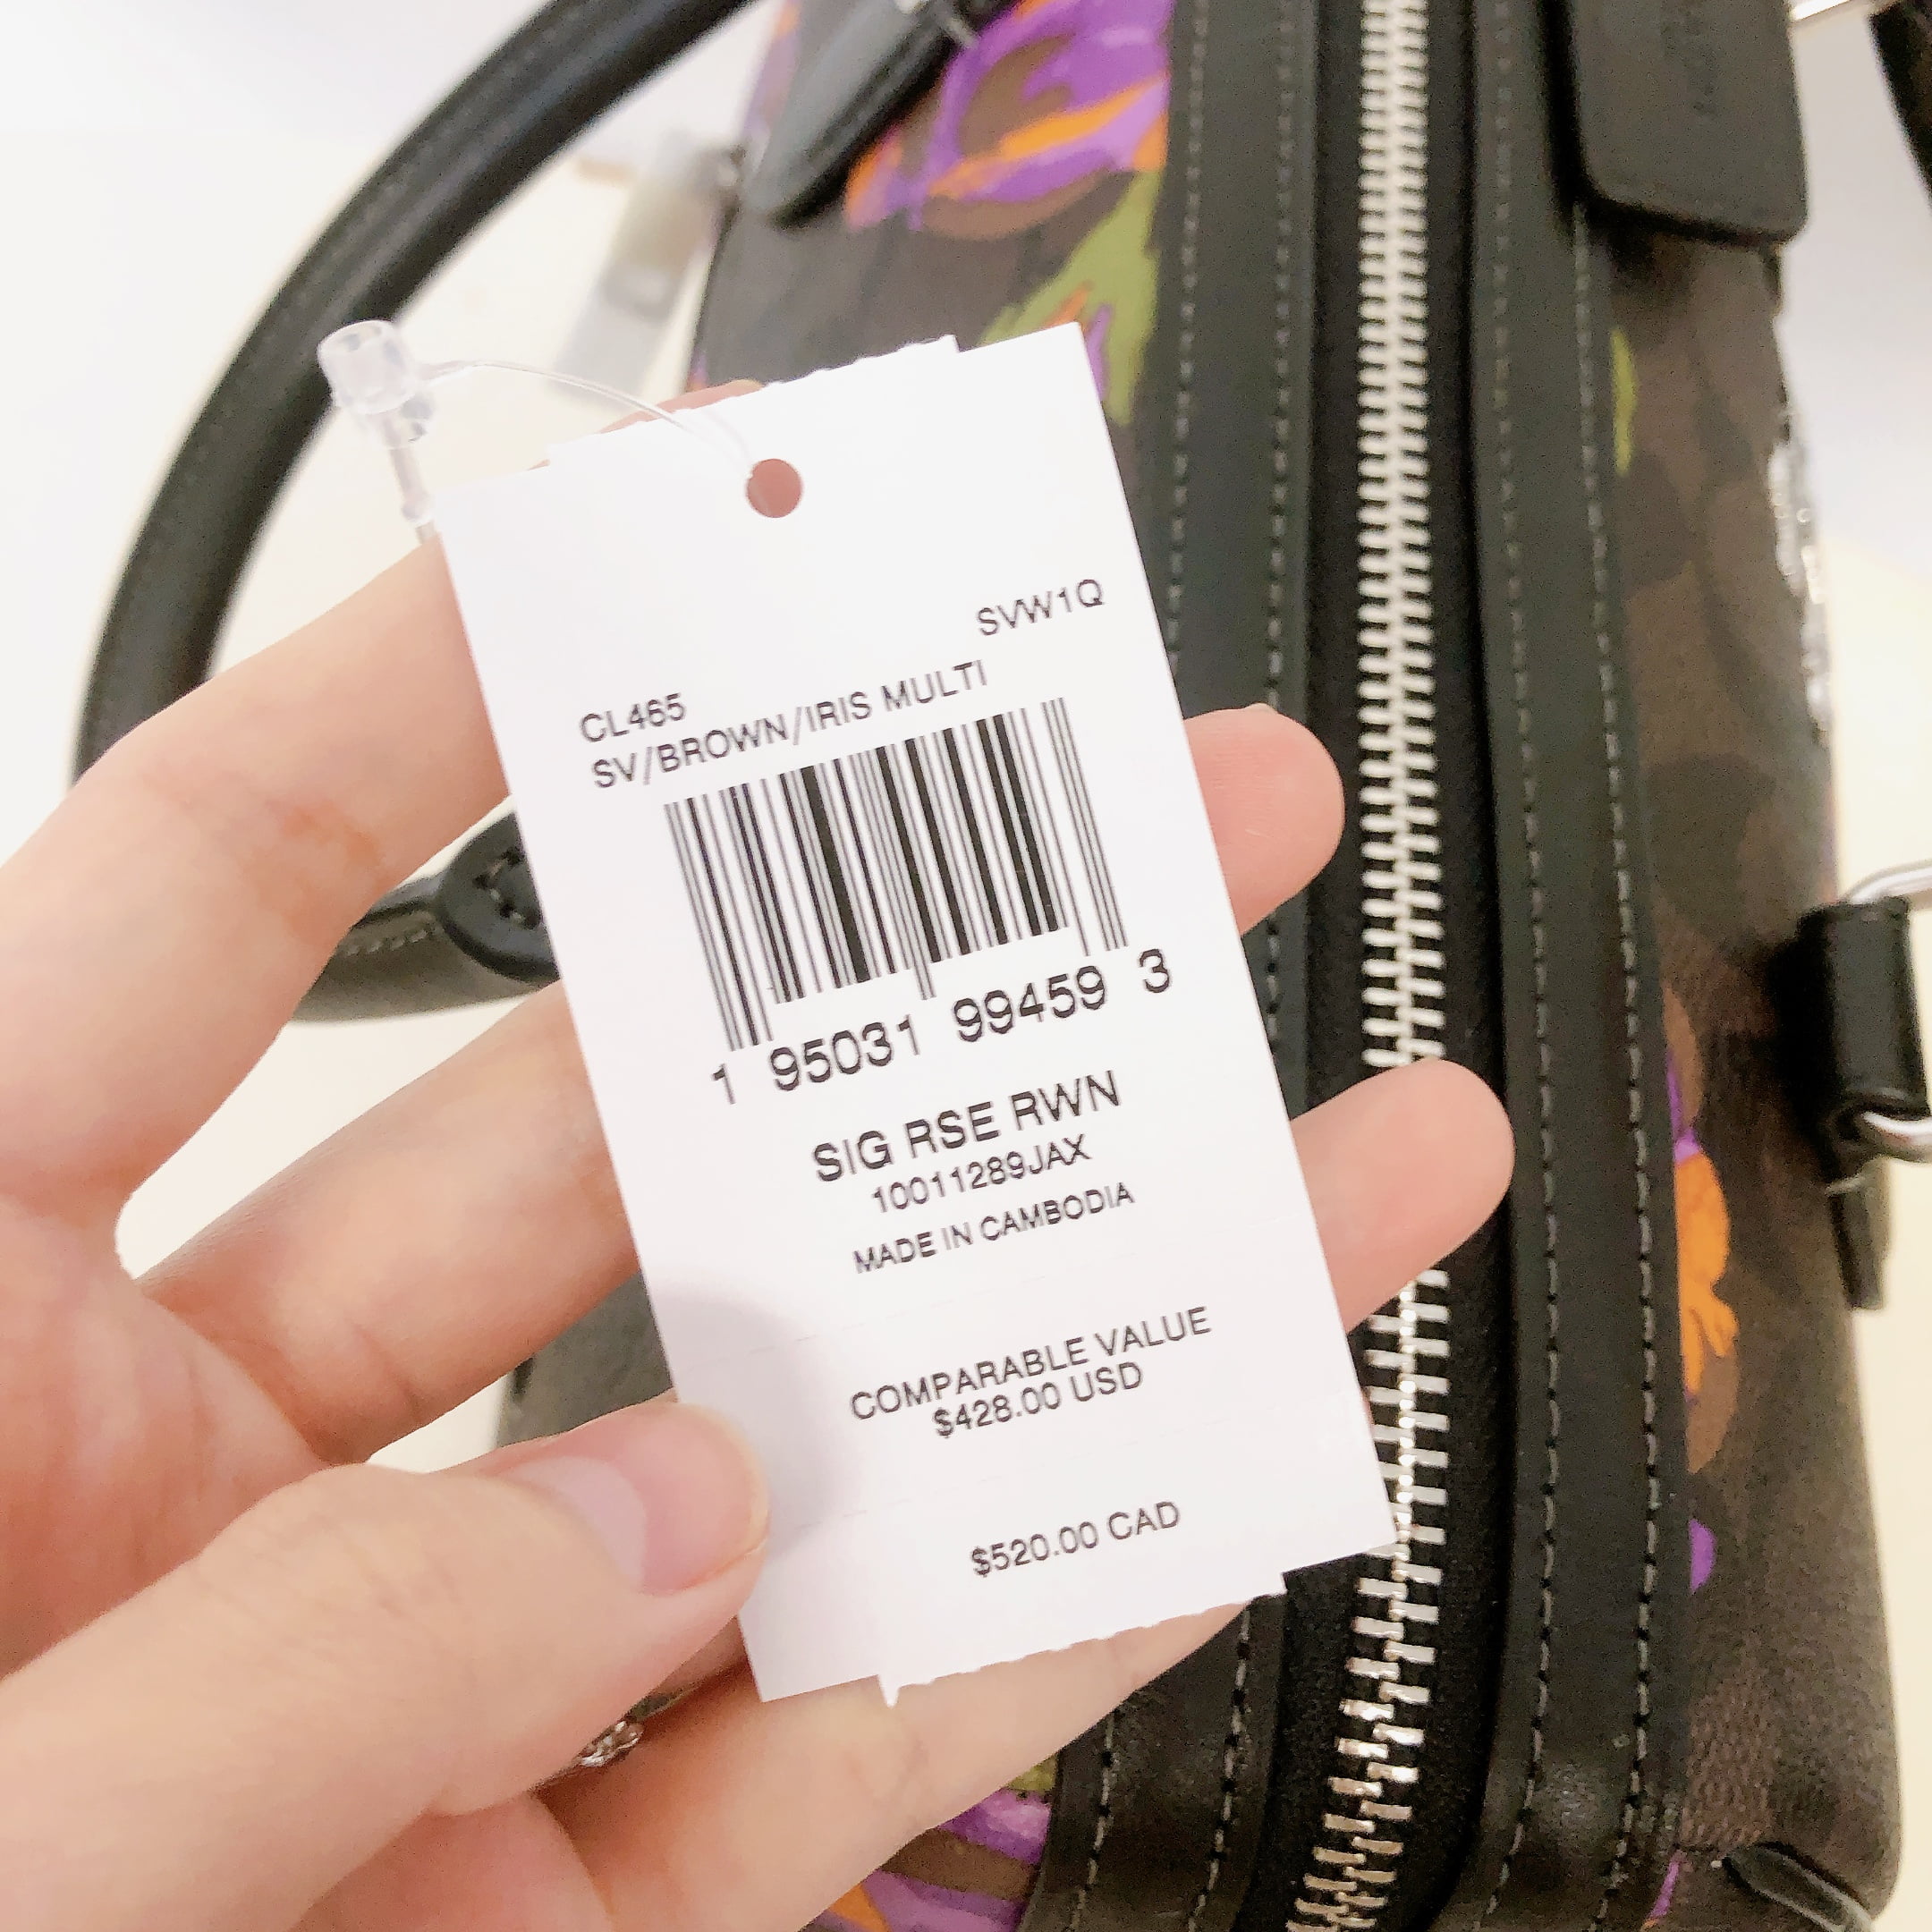 SVW1Q
CL465
SV/BROWN/IRIS MULTI
1 95031 99459 3
SIG RSE RWN
10011289JAX
MADE IN CAMBODIA
COMPARABLE VALUE
$428.00 USD
$520.00 CAD